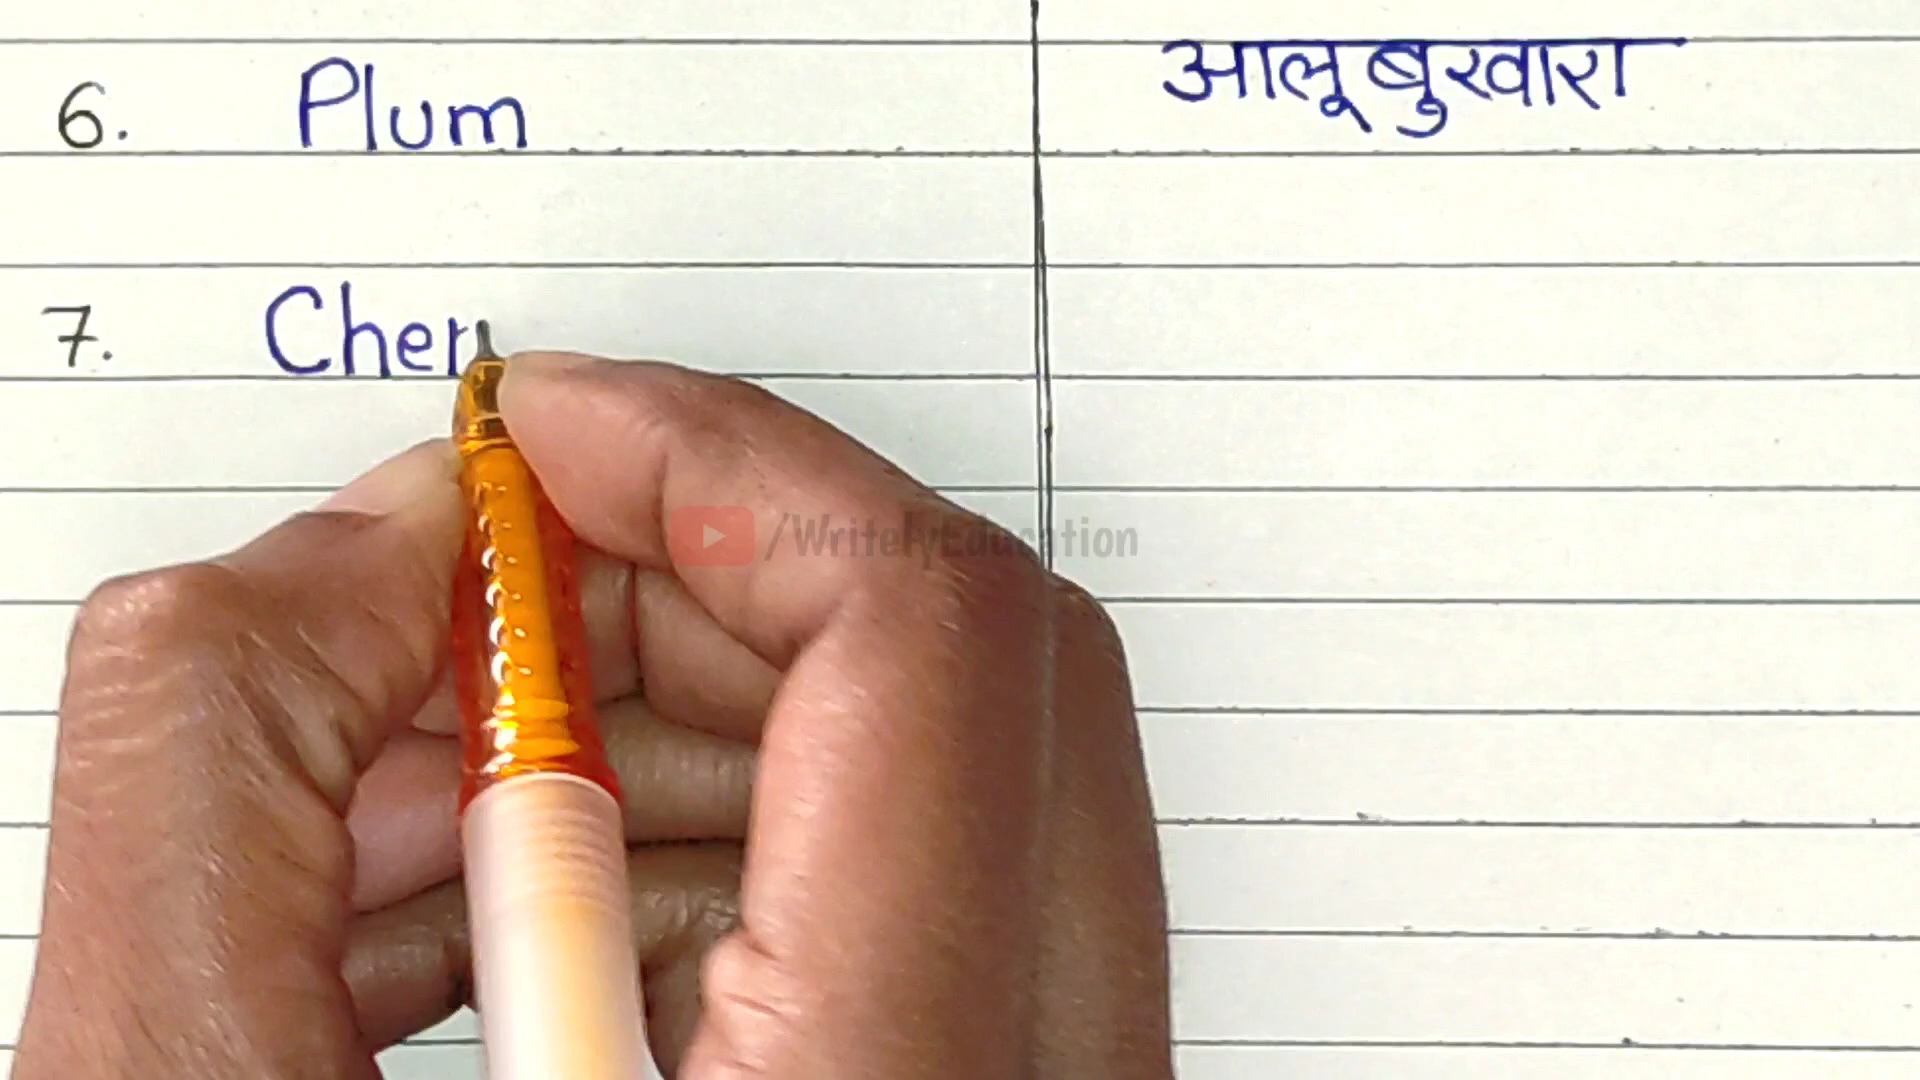 6. Plum आलू बुखारा
7. Cher
/WritelyEducation